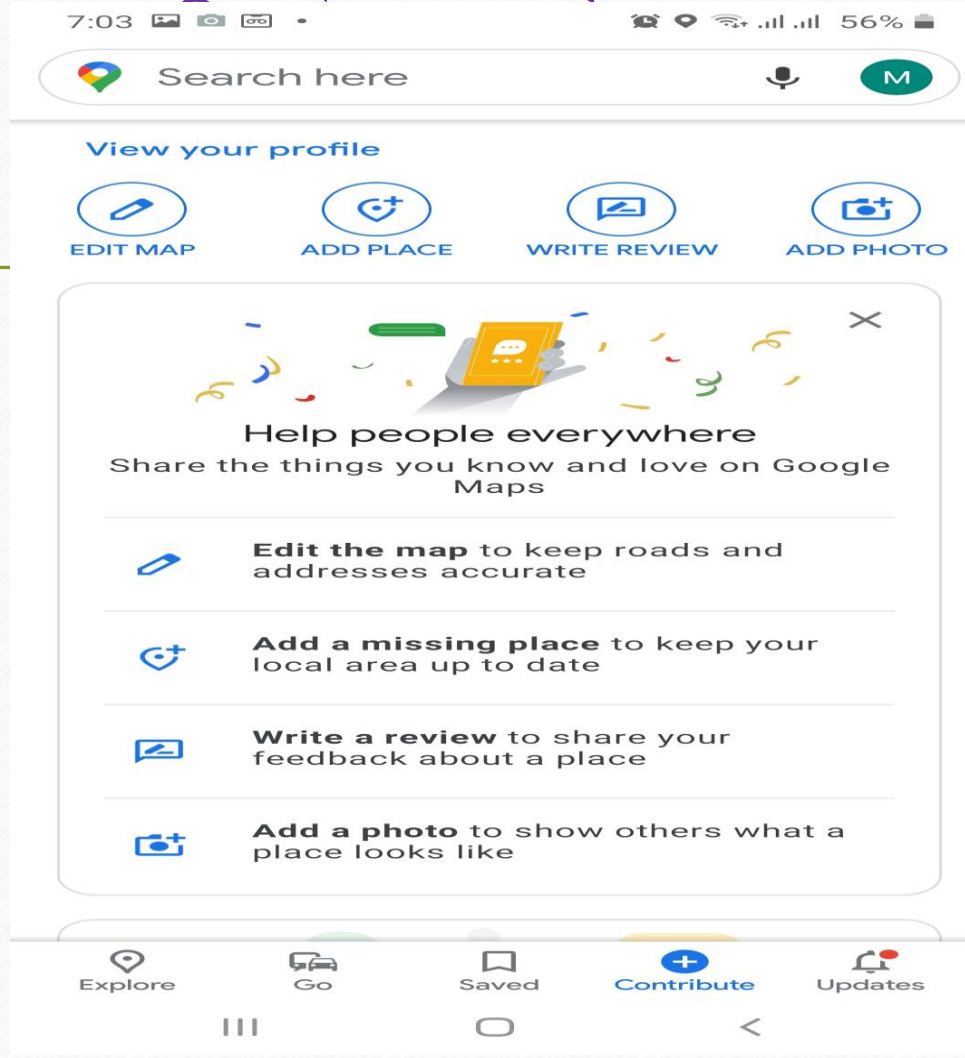 7:03 56%
Search here M
View your profile
EDIT MAP ADD PLACE WRITE REVIEW ADD PHOTO
Help people everywhere
Share the things you know and love on Google
Maps
Edit the map to keep roads and
addresses accurate
Add a missing place to keep your
local area up to date
Write a review to share your
feedback about a place
Add a photo to show others what a
place looks like
Explore Go Saved Contribute Updates